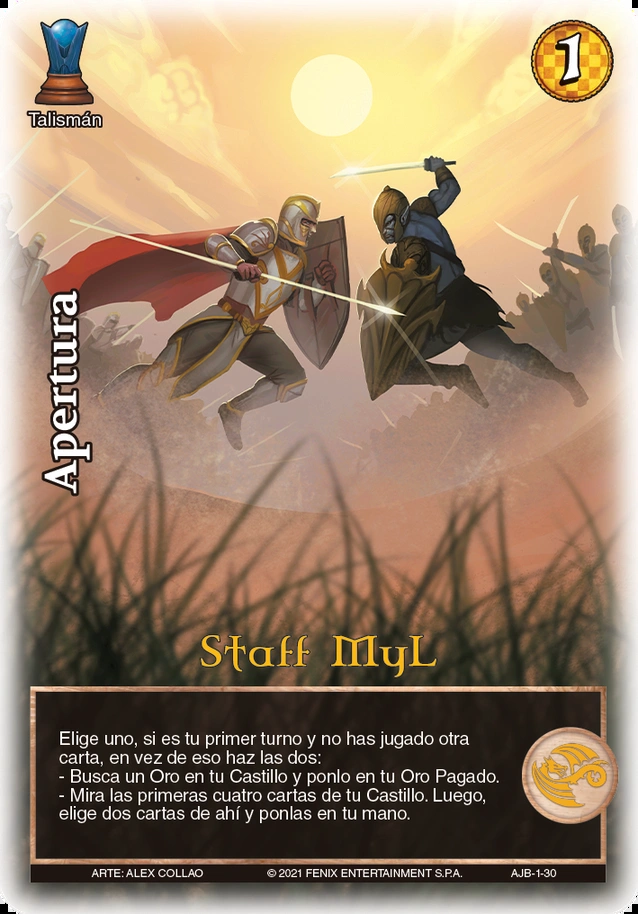 1
Talismán
Apertura
Staff MyL
Elige uno, si es tu primer turno y no has jugado otra
carta, en vez de eso haz las dos:
- Busca un Oro en tu Castillo y ponlo en tu Oro Pagado.
- Mira las primeras cuatro cartas de tu Castillo. Luego,
elige dos cartas de ahí y ponlas en tu mano.
ARTE: ALEX COLLAO © 2021 FENIX ENTERTAINMENT S.P.A. AJB-1-30